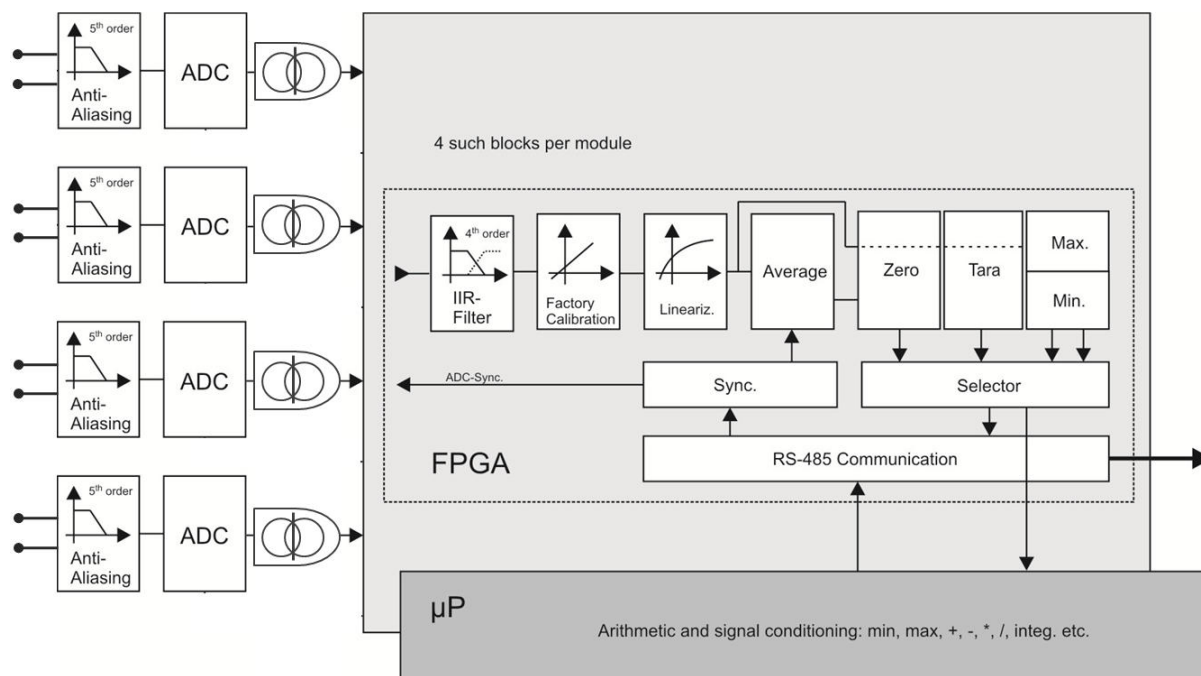 5th order
Anti-
Aliasing
ADC
5th order
Anti-
Aliasing
ADC
5th order
Anti-
Aliasing
ADC
5th order
Anti-
Aliasing
ADC
4 such blocks per module
4th order
IIR-
Filter
Factory
Calibration
Lineariz.
Average
Zero
Tara
Max.
Min.
ADC-Sync.
Sync.
Selector
FPGA
RS-485 Communication
µP
Arithmetic and signal conditioning: min, max, +, -, *, /, integ. etc.